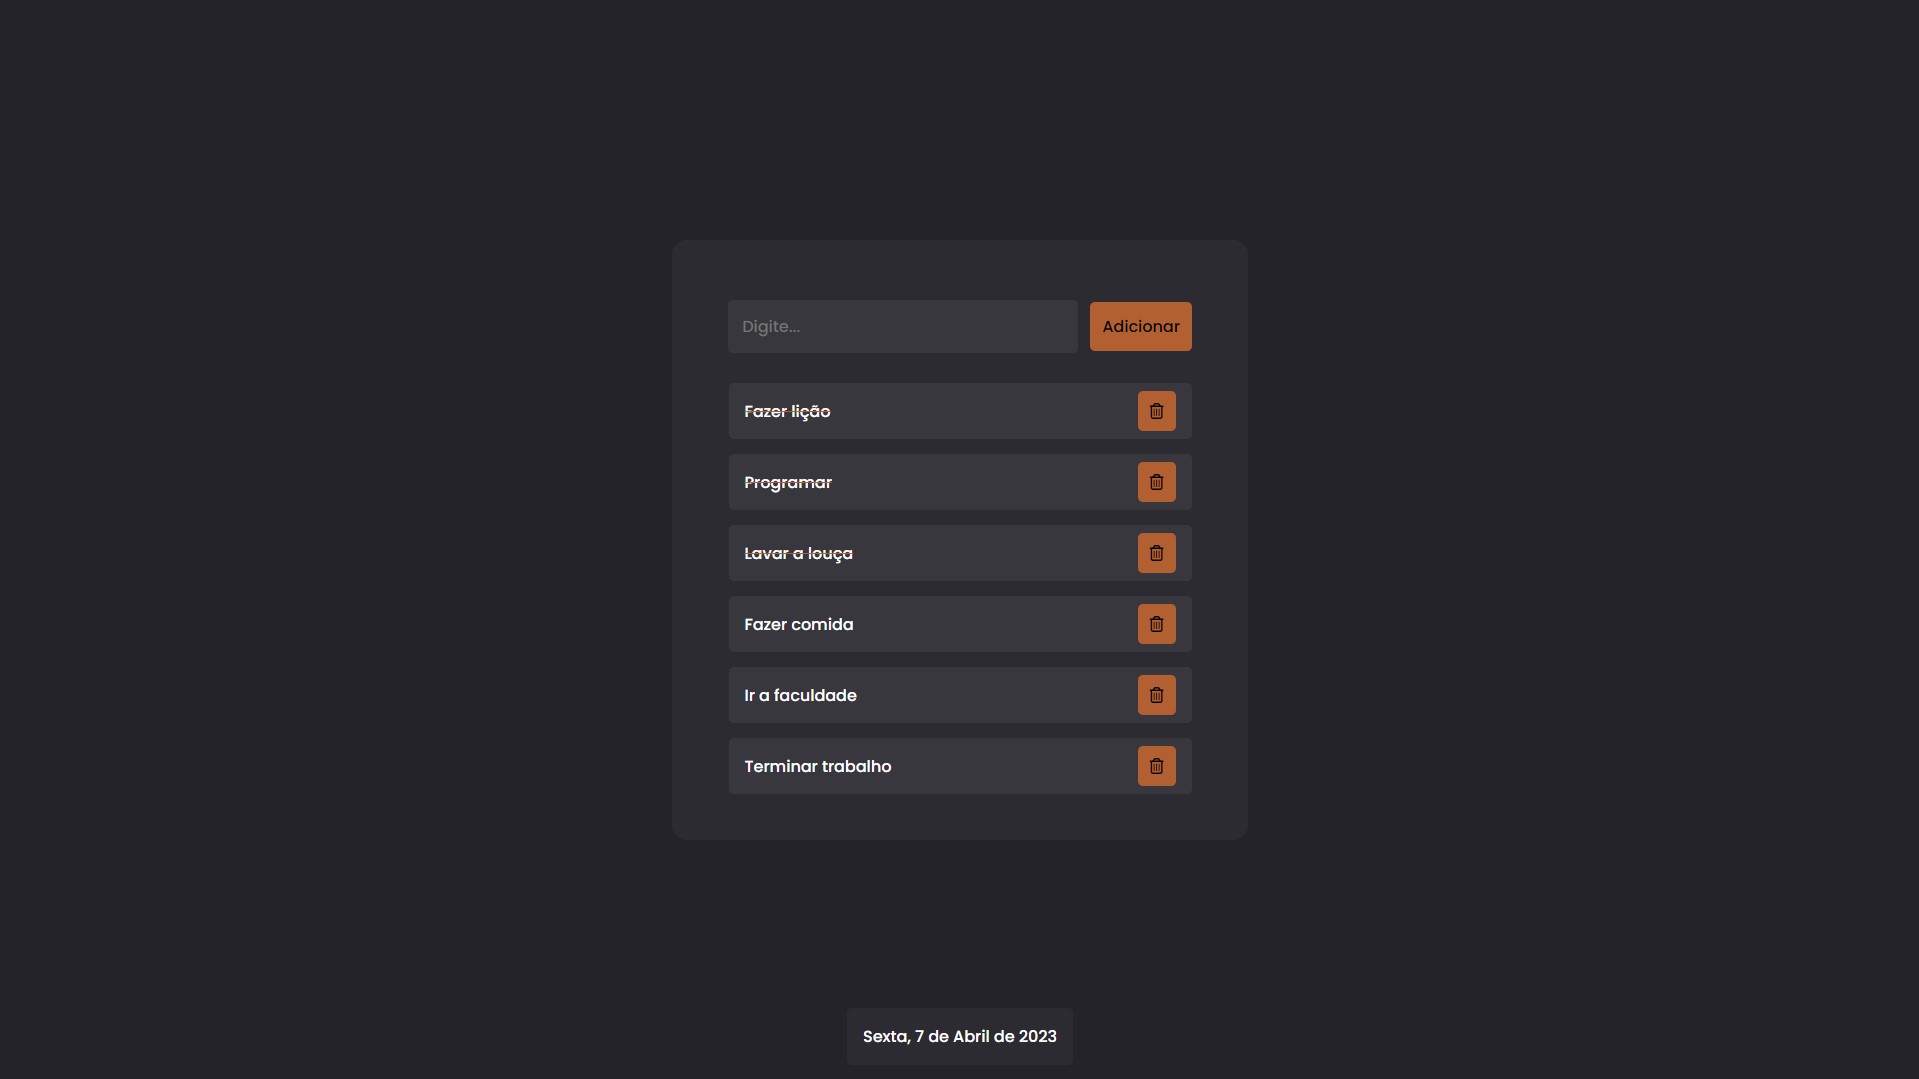 Digite...
Adicionar
Fazer lição
Programar
Lavar a louça
Fazer comida
Ir a faculdade
Terminar trabalho
Sexta, 7 de Abril de 2023